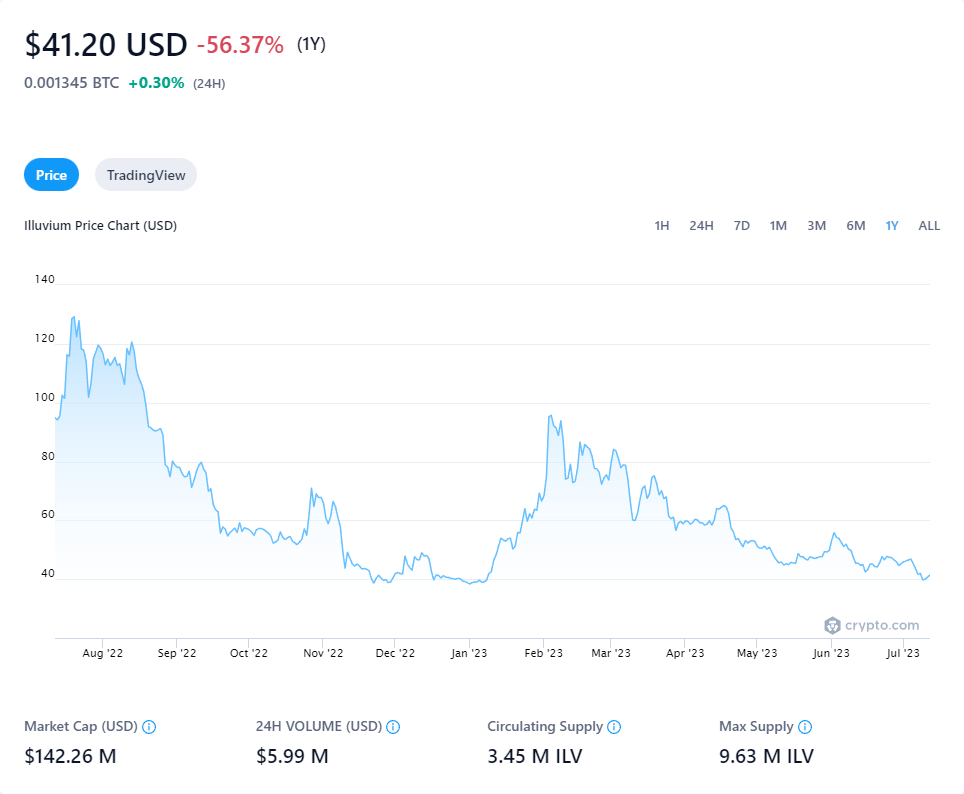 $41.20 USD -56.37% (1Y)
0.001345 BTC +0.30% (24H)
Price TradingView
Illuvium Price Chart (USD) 1H 24H 7D 1M 3M 6M 1Y ALL
140
120
100
80
60
40
crypto.com
Aug '22 Sep '22 Oct '22 Nov '22 Dec '22 Jan '23 Feb '23 Mar '23 Apr '23 May '23 Jun '23 Jul '23
Market Cap (USD) 24H VOLUME (USD) Circulating Supply Max Supply
$142.26 M $5.99 M 3.45 M ILV 9.63 M ILV